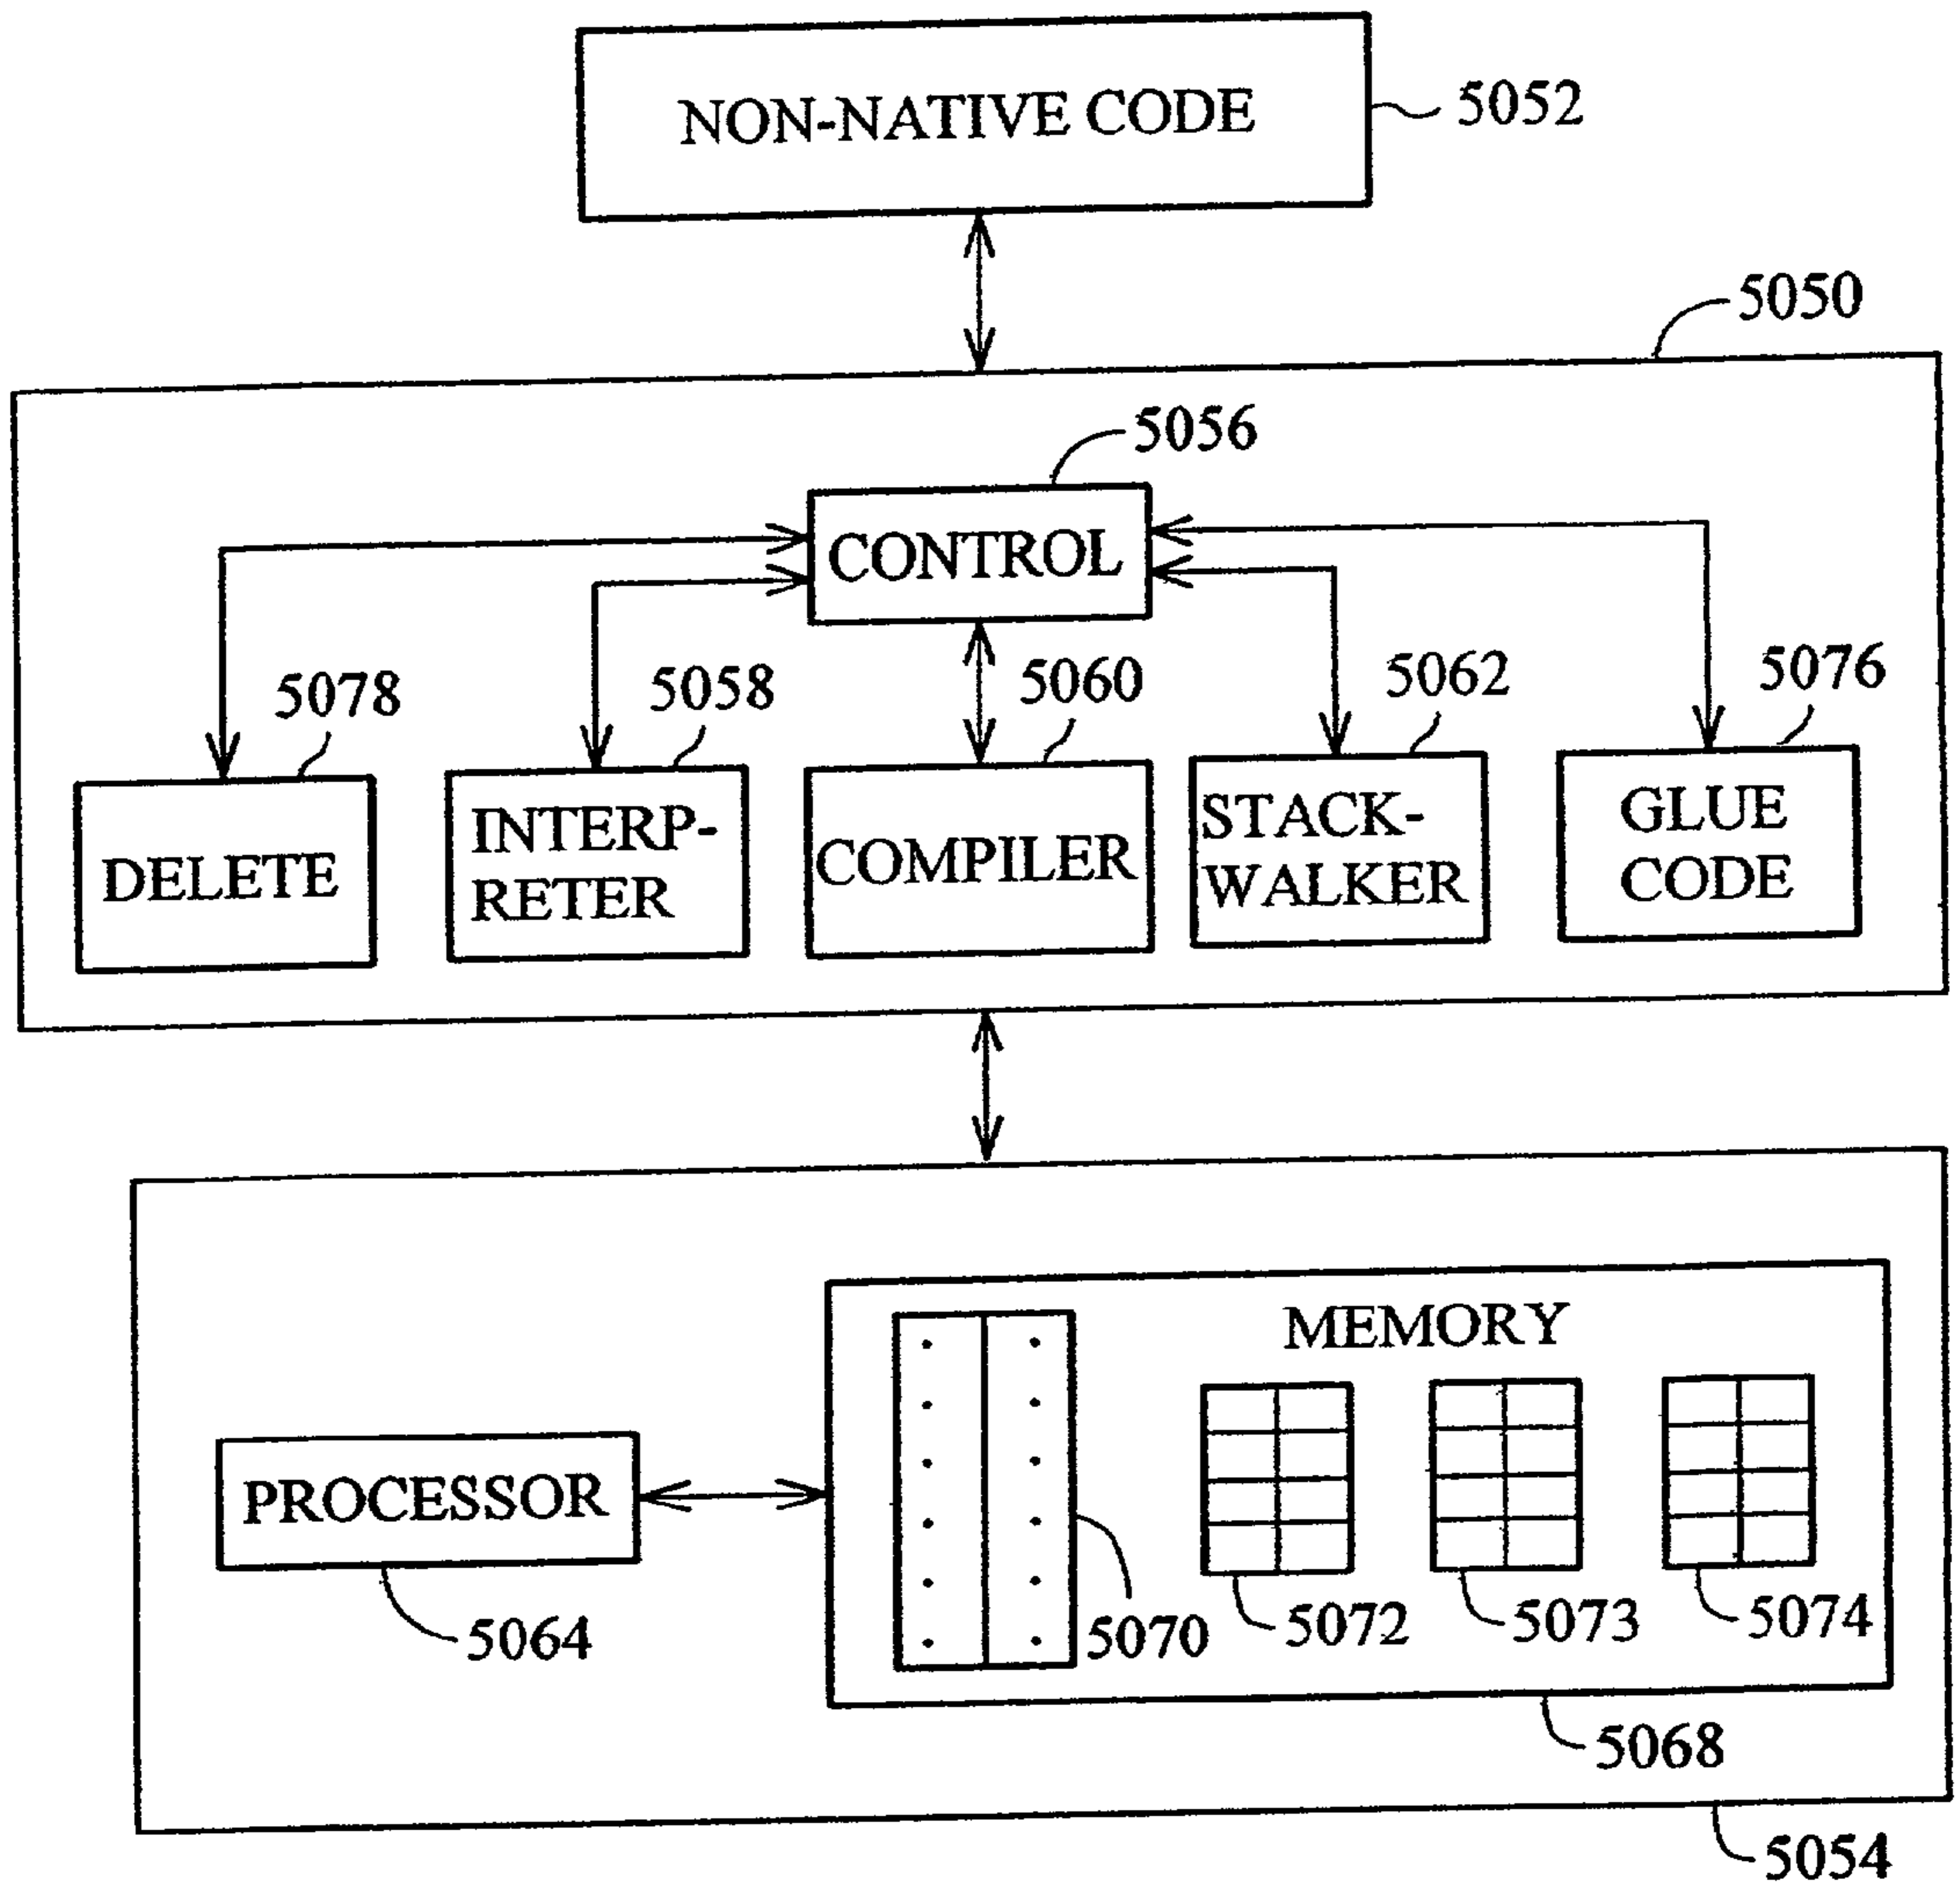 NON-NATIVE CODE
5052
5050
5056
CONTROL
5078
5058
5060
5062
5076
DELETE
INTERP-
RETER
COMPILER
STACK-
WALKER
GLUE
CODE
MEMORY
PROCESSOR
5064
5070
5072
5073
5074
5068
5054